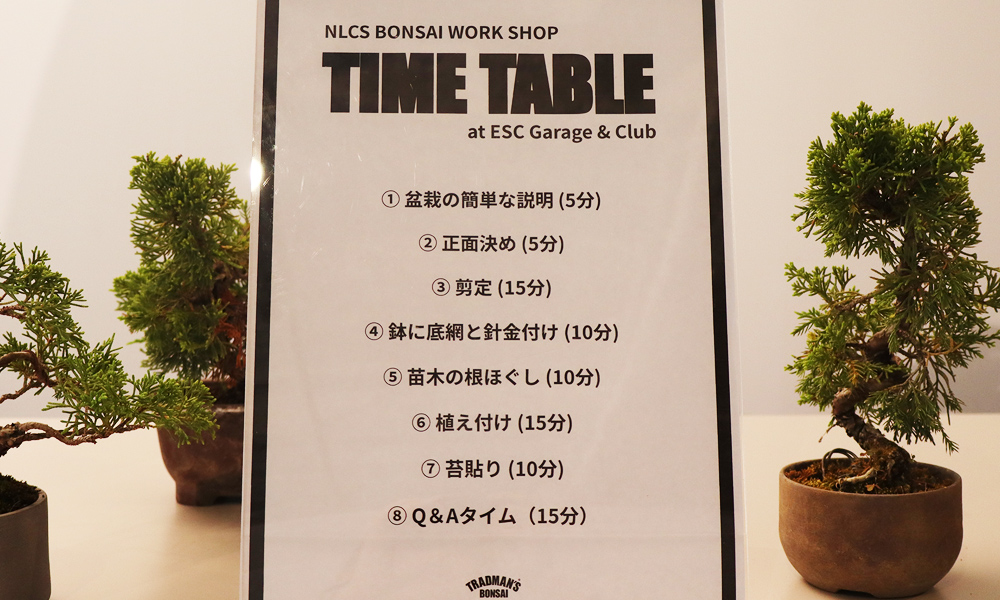 NLCS BONSAI WORK SHOP
TIME TABLE
at ESC Garage & Club
① 盆栽の簡単な説明 (5分)
② 正面決め (5分)
③ 剪定 (15分)
④ 鉢に底網と針金付け (10分)
⑤ 苗木の根ほぐし (10分)
⑥ 植え付け (15分)
⑦ 苔貼り (10分)
⑧ Q&Aタイム（15分）
TRADMAN'S
BONSAI